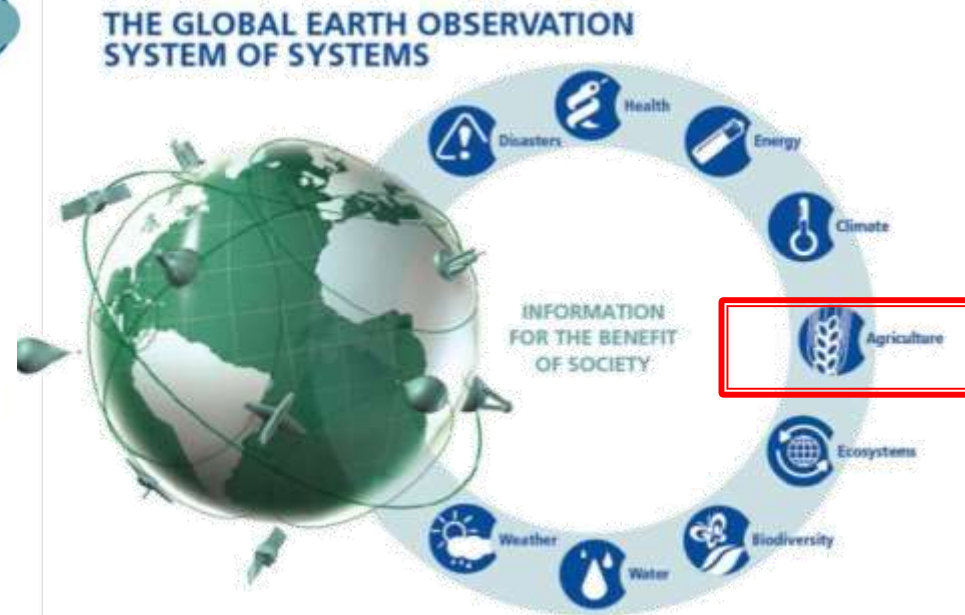 THE GLOBAL EARTH OBSERVATION
SYSTEM OF SYSTEMS
Health
Disasters
Energy
Climate
INFORMATION
FOR THE BENEFIT
OF SOCIETY
Agriculture
Ecosystems
Weather
Biodiversity
Water